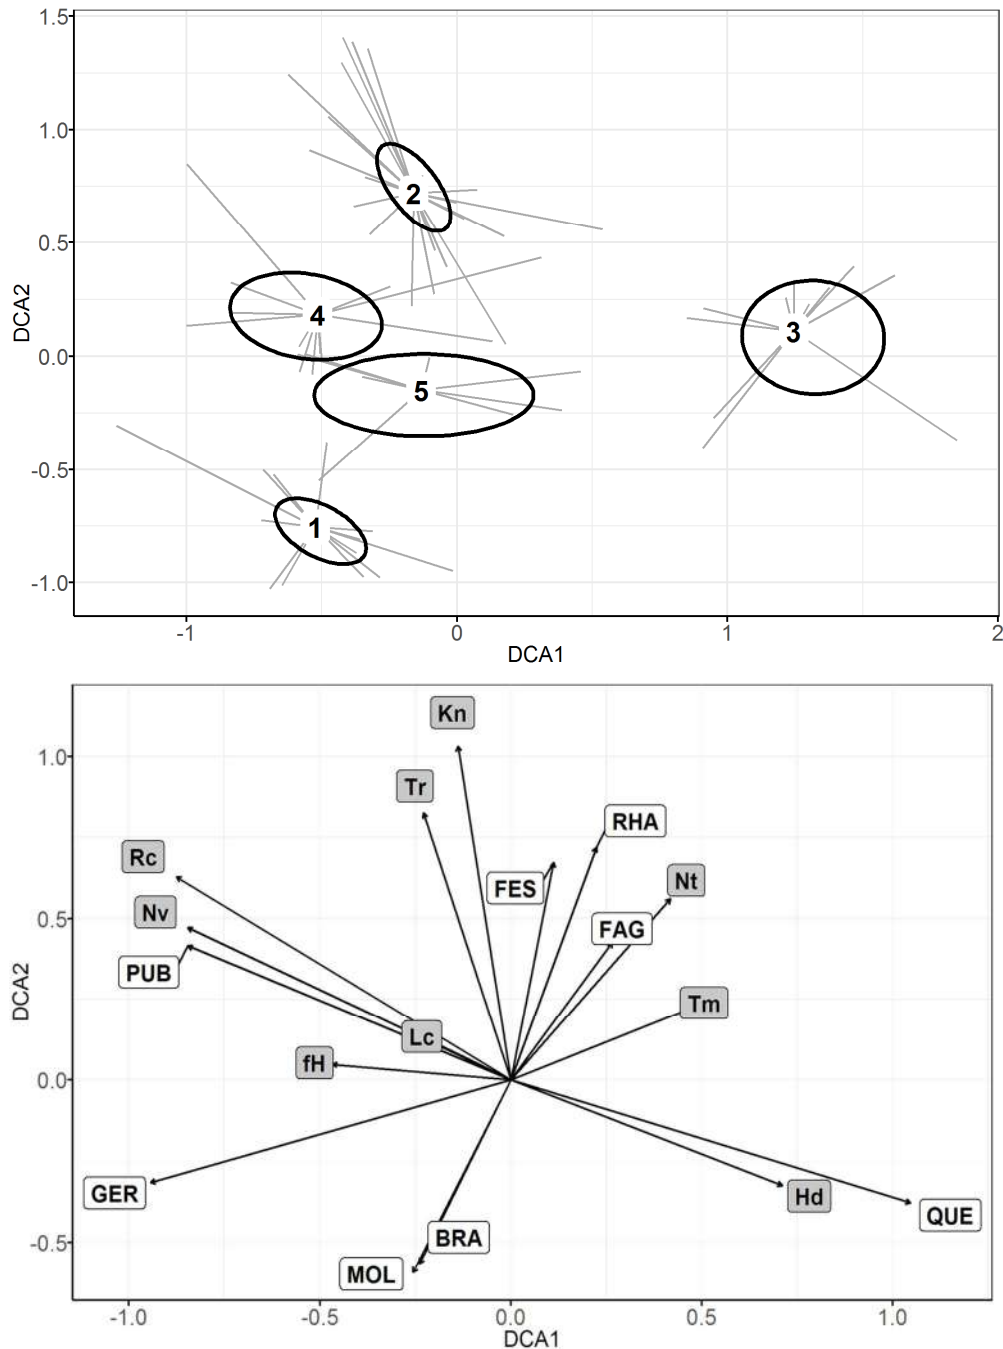 1.5
1.0
2
0.5
4
3
0.0
5
-0.5
1
-1.0
DCA2
-1 0 1 2
DCA1
Kn
1.0
Tr
RHA
Rc
Nt
FES
Nv
0.5
FAG
PUB
Tm
Lc
fH
0.0
GER
Hd
QUE
BRA
-0.5
MOL
DCA2
-1.0 -0.5 0.0 0.5 1.0
DCA1